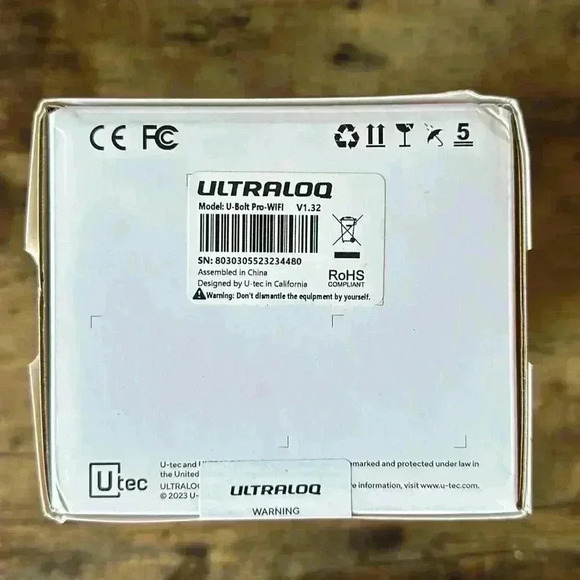 CE FC
5
ULTRALOQ
Model: U-Bolt Pro-WiFi V1.32
SN: 8030305523234480
Assembled in China
Designed by U-tec in California
RoHS
COMPLIANT
Warning: Don't dismantle the equipment by yourself.
U-tec and marked and protected under law in
the United
ULTRALO information, visit www.u-tec.com.
© 2023 U-
U tec
ULTRALOQ
WARNING